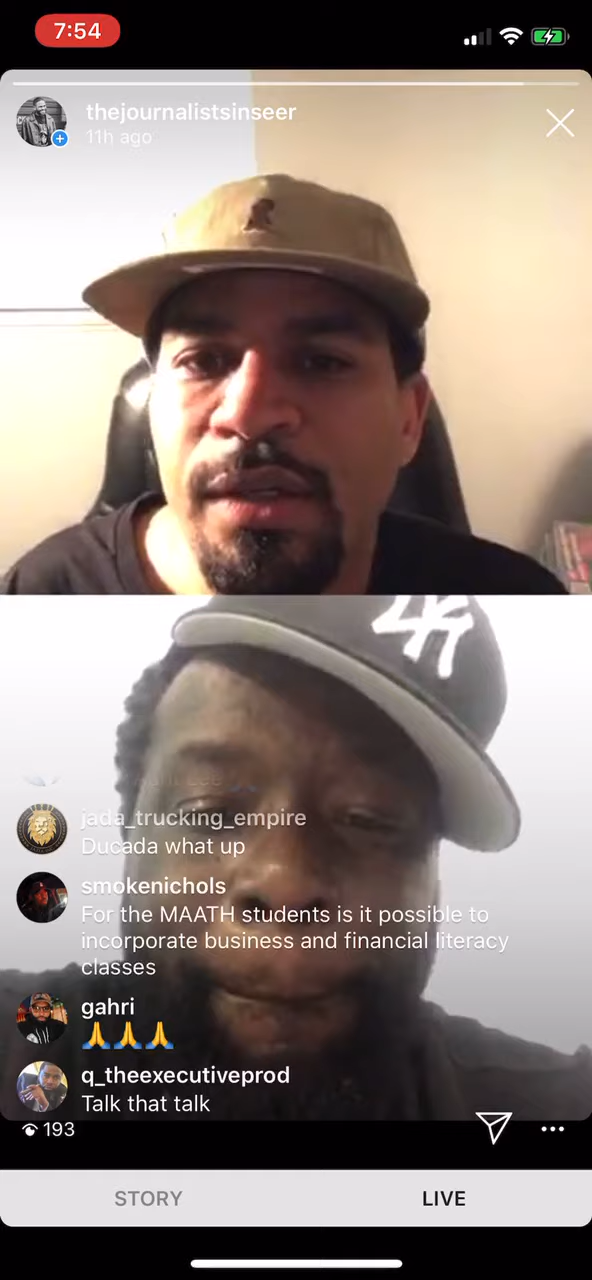 7:54
thejournalistsinseer
11h ago
jada_trucking_empire
Ducada what up
smokenichols
For the MAATH students is it possible to
incorporate business and financial literacy
classes
gahri
🙏🙏🙏
q_theexecutiveprod
Talk that talk
193
STORY
LIVE